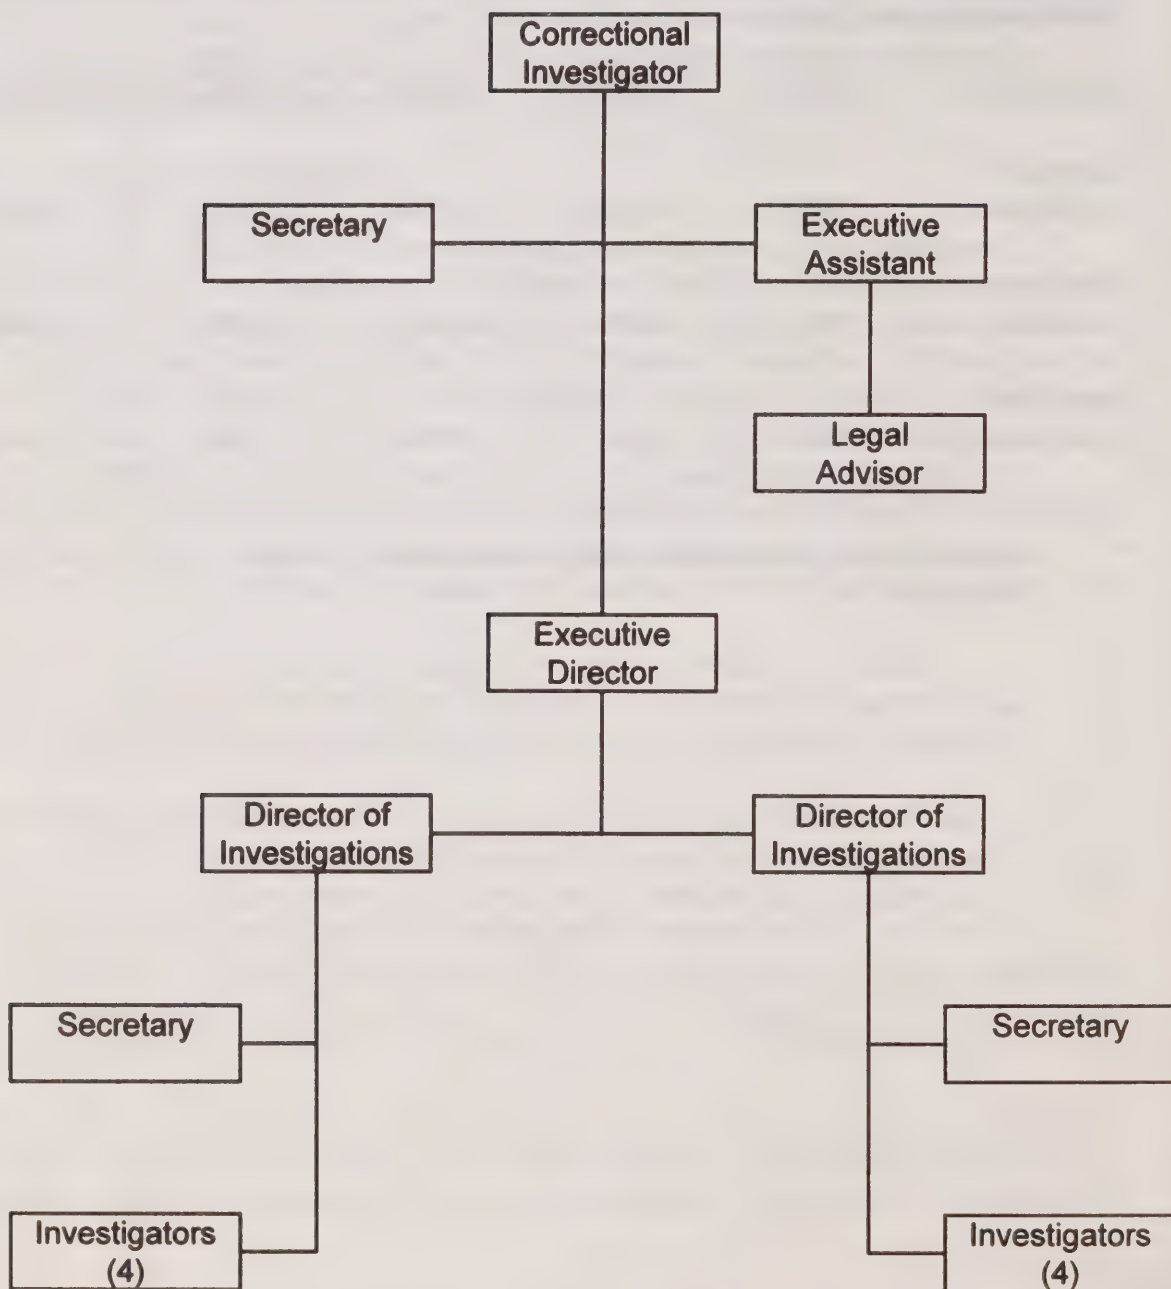 Correctional
Investigator
Secretary
Executive
Assistant
Legal
Advisor
Executive
Director
Director of
Investigations
Director of
Investigations
Secretary
Secretary
Investigators
(4)
Investigators
(4)